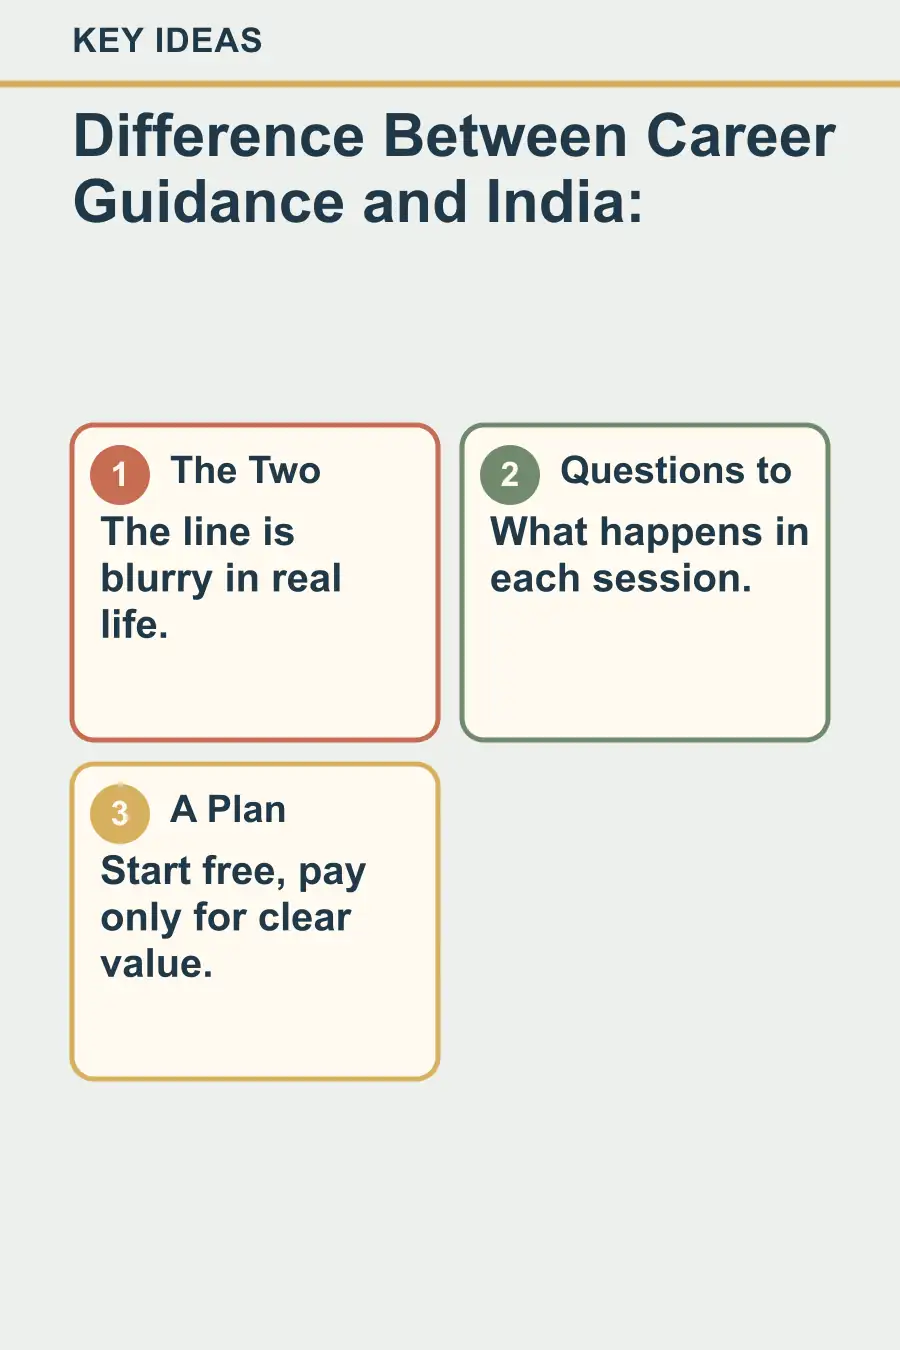 KEY IDEAS
Difference Between Career
Guidance and India:
1
The Two
The line is
blurry in real
life.
2
Questions to
What happens in
each session.
3
A Plan
Start free, pay
only for clear
value.